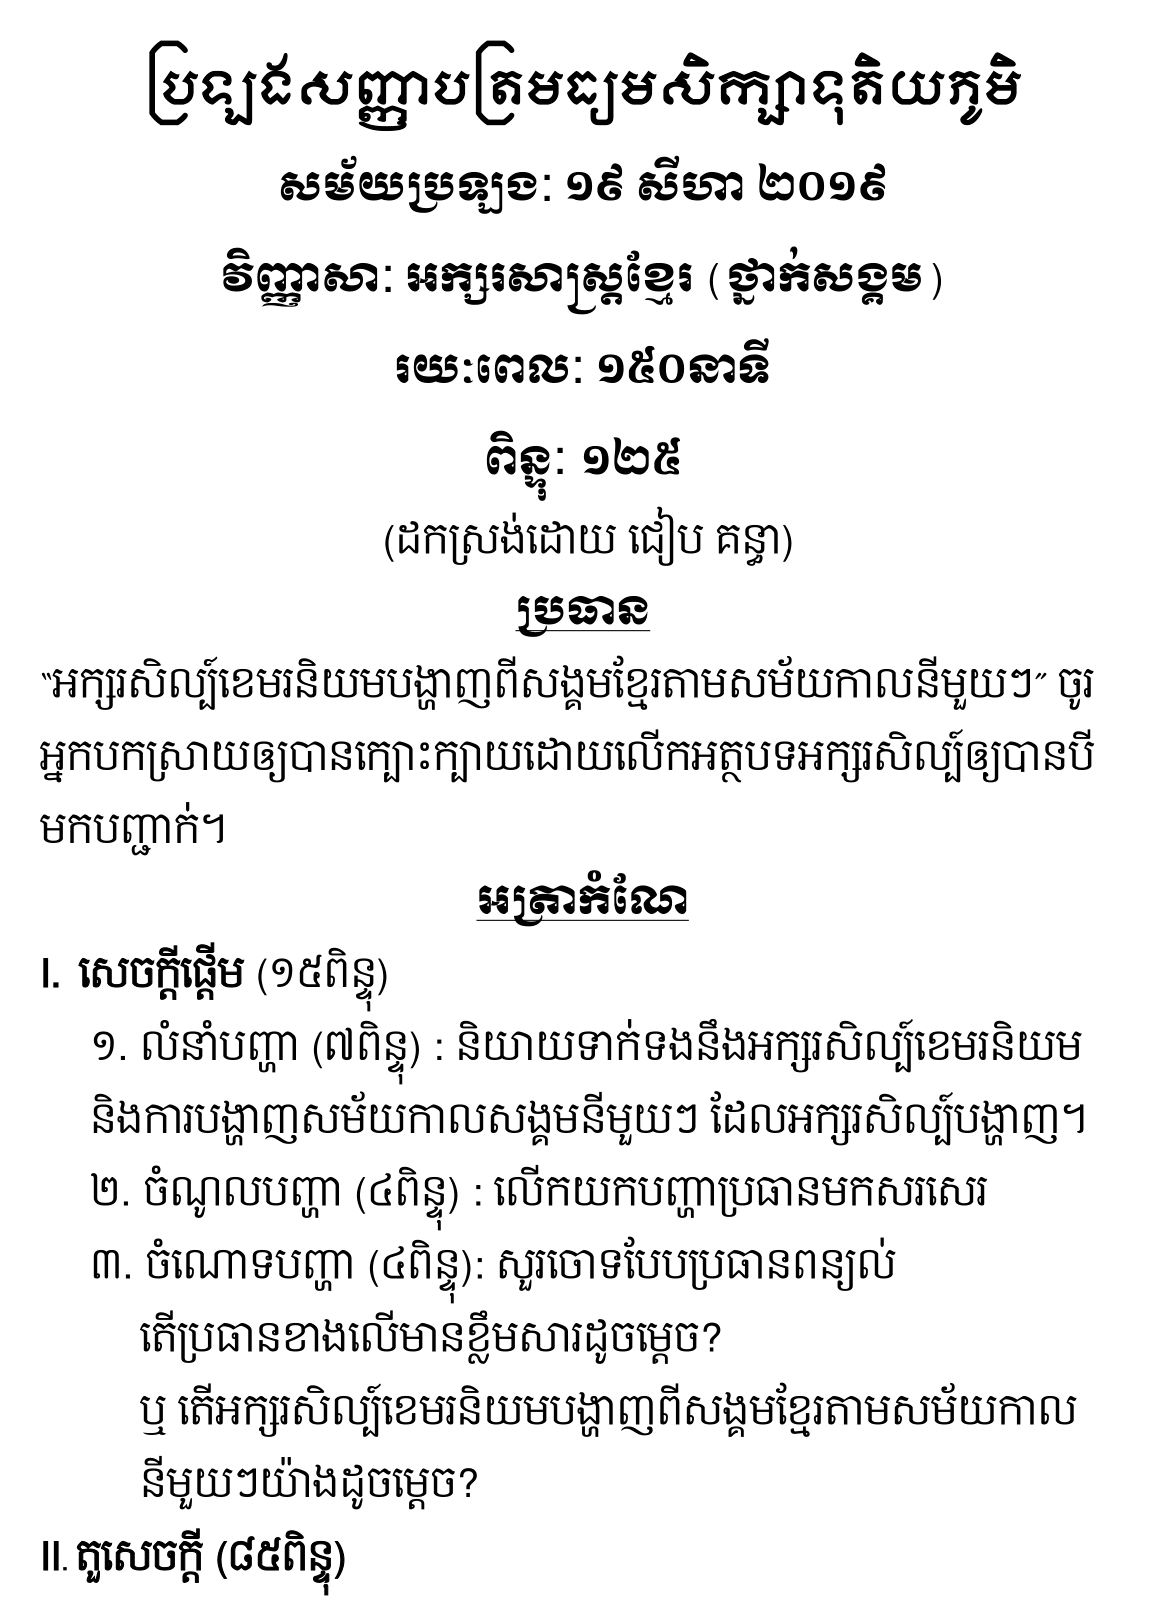 ប្រឡងសញ្ញាបត្រមធ្យមសិក្សាទុតិយភូមិ
សម័យប្រឡង: ១៩ សីហា ២០១៩
វិញ្ញាសា: អក្សរសាស្ត្រខ្មែរ (ថ្នាក់សង្គម)
រយៈពេល: ១៥០នាទី
ពិន្ទុ: ១២៥
(ដកស្រង់ដោយ ជៀប គន្ធា)
ប្រធាន
“អក្សរសិល្ប៍ខេមរនិយមបង្ហាញពីសង្គមខ្មែរតាមសម័យកាលនីមួយៗ” ចូរ
អ្នកបកស្រាយឲ្យបានក្បោះក្បាយដោយលើកអត្ថបទអក្សរសិល្ប៍ឲ្យបានបី
មកបញ្ជាក់។
អត្រាកំណែ
I. សេចក្ដីផ្ដើម (១៥ពិន្ទុ)
១. លំនាំបញ្ហា (៧ពិន្ទុ) : និយាយទាក់ទងនឹងអក្សរសិល្ប៍ខេមរនិយម
និងការបង្ហាញសម័យកាលសង្គមនីមួយៗ ដែលអក្សរសិល្ប៍បង្ហាញ។
២. ចំណូលបញ្ហា (៤ពិន្ទុ) : លើកយកបញ្ហាប្រធានមកសរសេរ
៣. ចំណោទបញ្ហា (៤ពិន្ទុ): សួរចោទបែបប្រធានពន្យល់
តើប្រធានខាងលើមានខ្លឹមសារដូចម្ដេច?
ឬ តើអក្សរសិល្ប៍ខេមរនិយមបង្ហាញពីសង្គមខ្មែរតាមសម័យកាល
នីមួយៗយ៉ាងដូចម្ដេច?
II. តួសេចក្ដី (៨៥ពិន្ទុ)